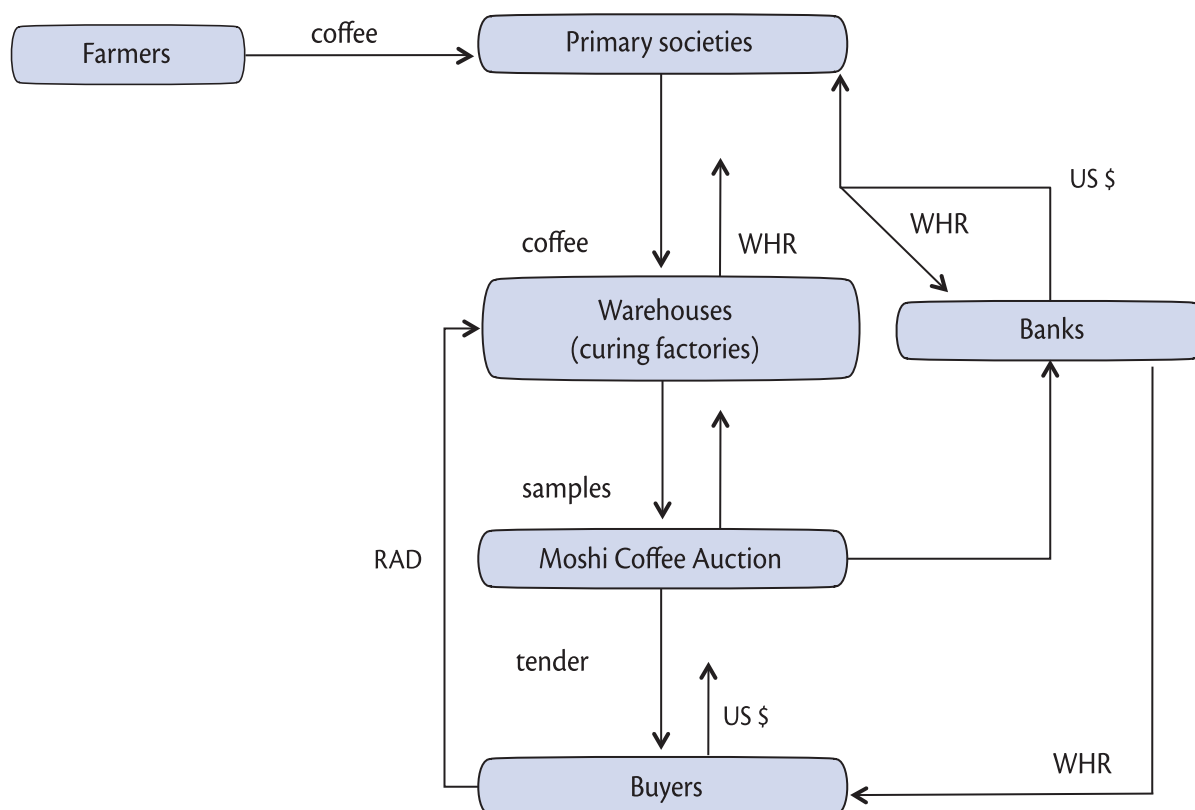 coffee
Farmers
Primary societies
US $
WHR
coffee
WHR
Warehouses
(curing factories)
Banks
samples
Moshi Coffee Auction
RAD
tender
US $
WHR
Buyers